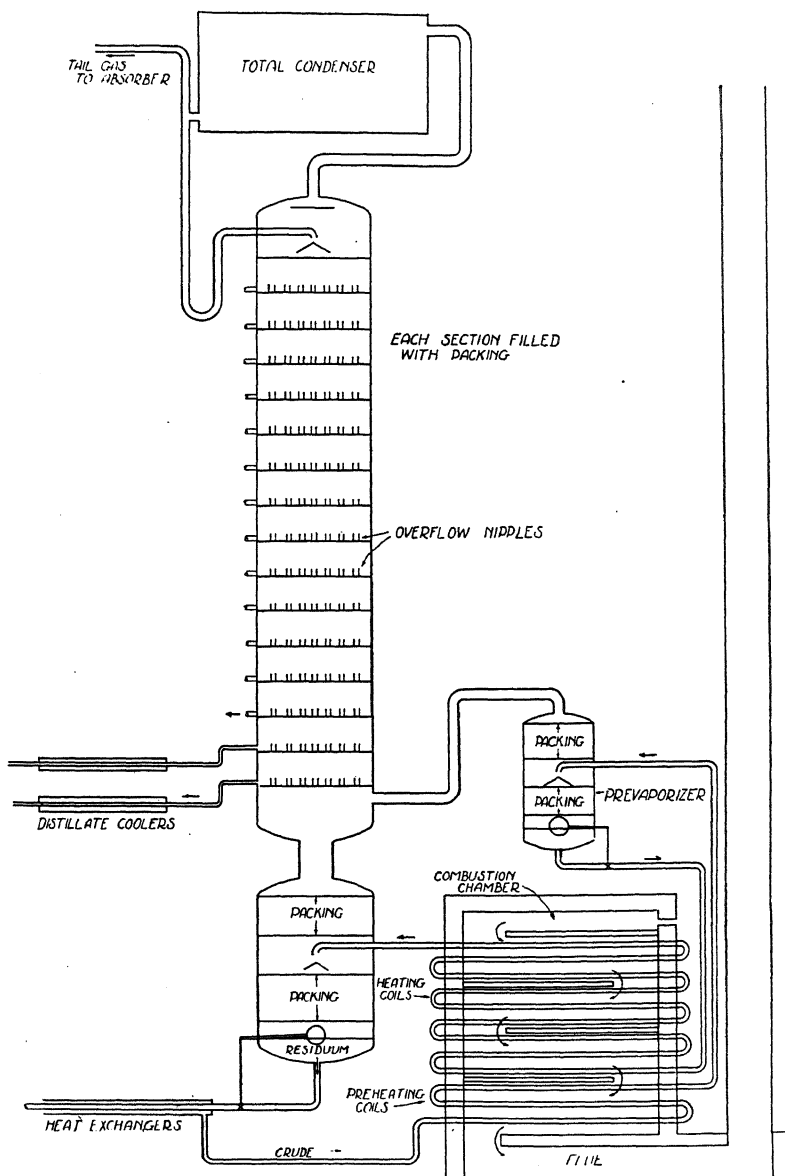 TOTAL CONDENSER
TAIL GAS
TO ABSORBER
EACH SECTION FILLED
WITH PACKING
OVERFLOW NIPPLES
PACKING
PACKING
PREVAPORIZER
DISTILLATE COOLERS
COMBUSTION
CHAMBER
PACKING
HEATING
COILS
PACKING
RESIDUUM
PREHEATING
COILS
HEAT EXCHANGERS
CRUDE
FLUE